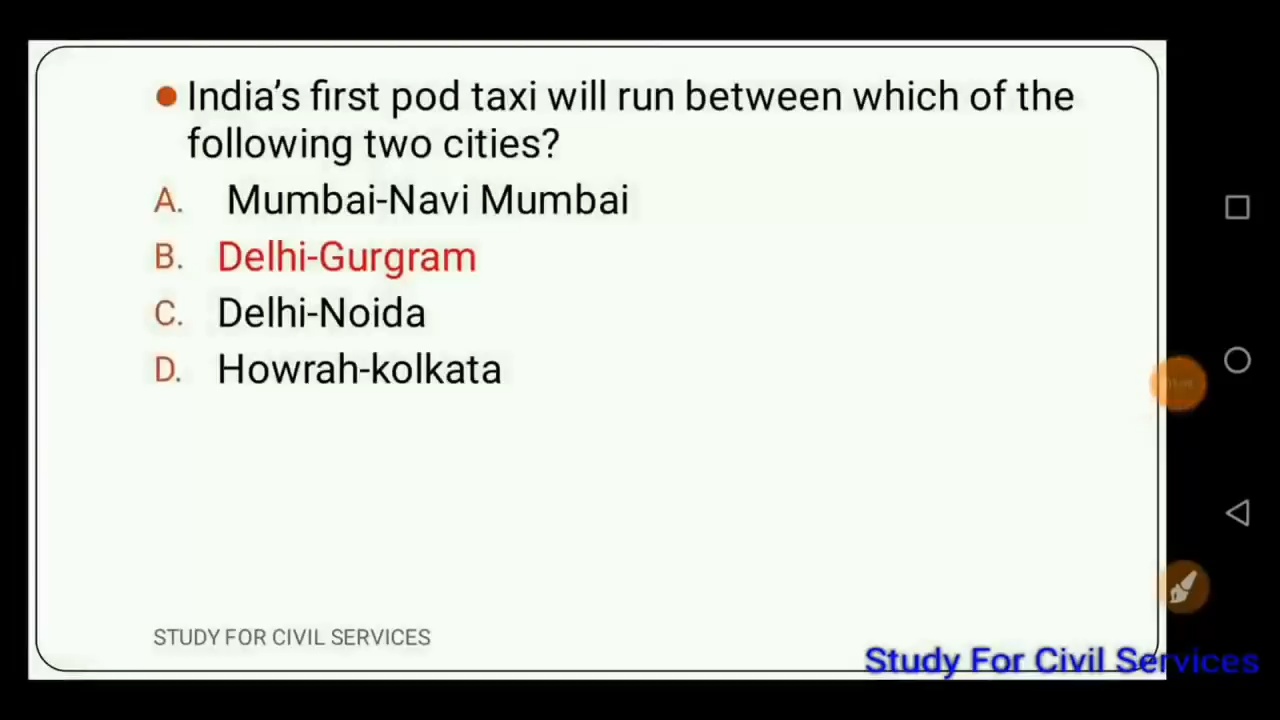 India's first pod taxi will run between which of the
following two cities?
A. Mumbai-Navi Mumbai
B. Delhi-Gurgram
C. Delhi-Noida
D. Howrah-kolkata
STUDY FOR CIVIL SERVICES
Study For Civil Services